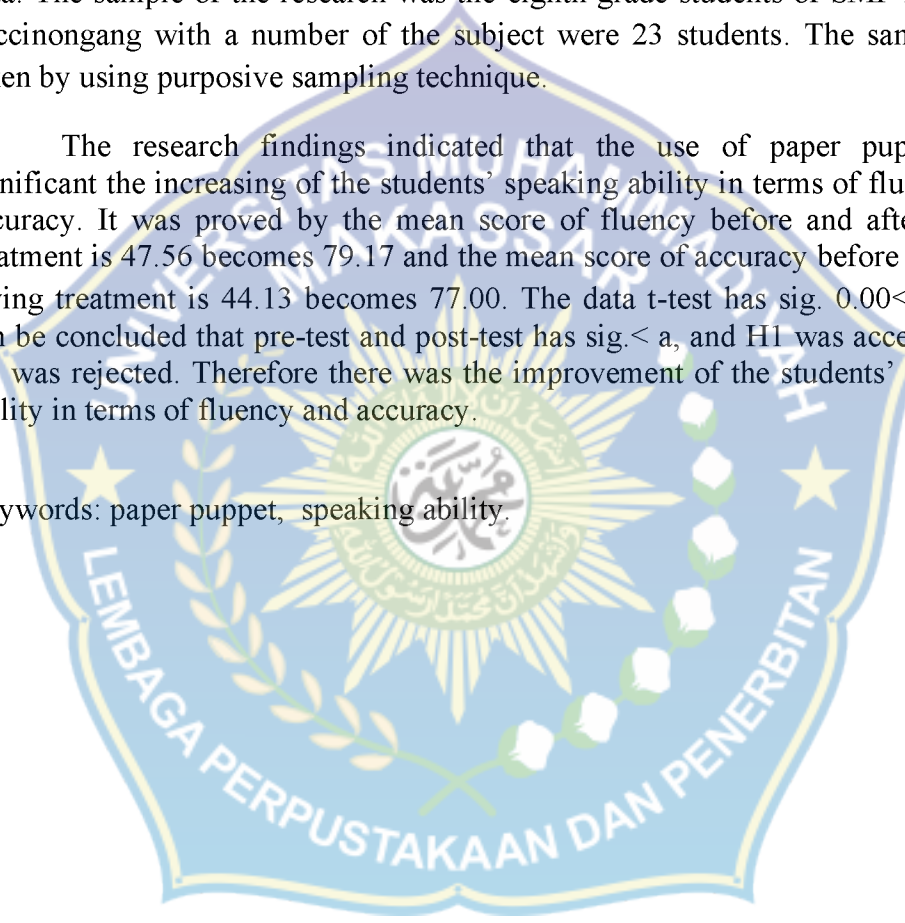 The sample of the research was the eighth grade students of SMP
ccinongang with a number of the subject were 23 students. The sam
en by using purposive sampling technique.
The research findings indicated that the use of paper pup
nificant the increasing of the students' speaking ability in terms of flu
curacy. It was proved by the mean score of fluency before and afte
atment is 47.56 becomes 79.17 and the mean score of accuracy before
ving treatment is 44.13 becomes 77.00. The data t-test has sig. 0.00<
n be concluded that pre-test and post-test has sig.< a, and H1 was acce
was rejected. Therefore there was the improvement of the students'
lity in terms of fluency and accuracy.
ywords: paper puppet, speaking ability.
UNIVERSITAS MUHAMMADIYAH
MAKASSAR
LEMBAGA PERPUSTAKAAN DAN PENERBITAN